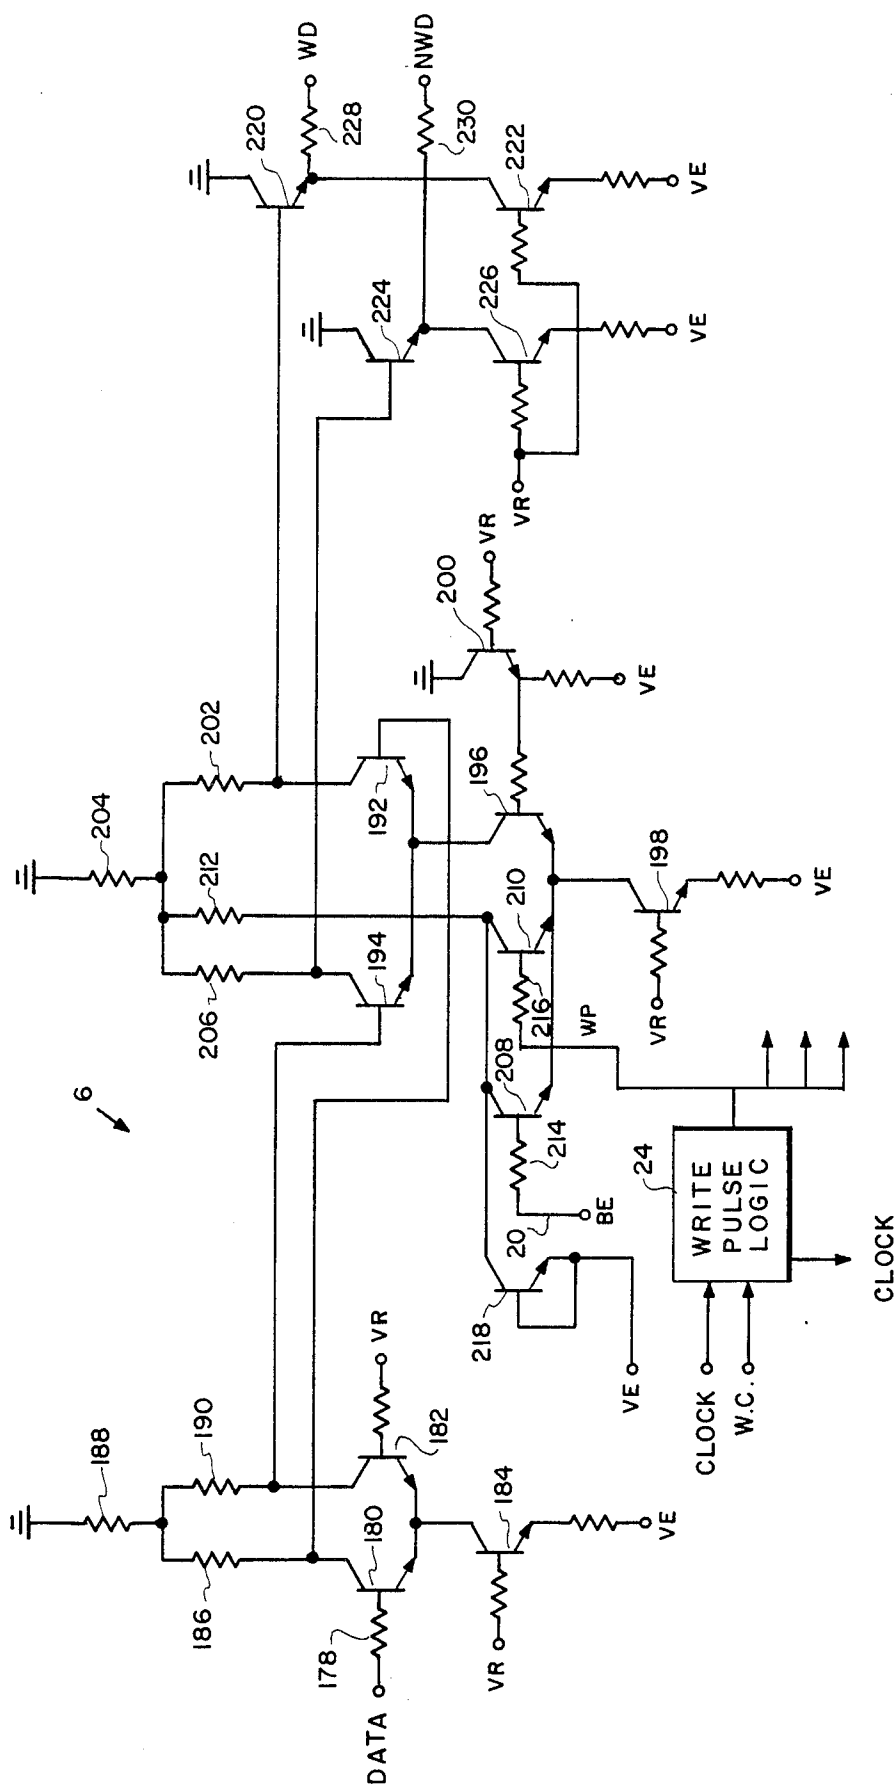 6
DATA
178
180
182
184
186
188
190
VR
VR
VE
204
206
212
202
194
192
196
210
208
216
214
WP
20
BE
218
VE
198
VR
VE
200
VR
VE
220
WD
228
NWD
230
224
226
222
VR
VE
VE
24
WRITE
PULSE
LOGIC
CLOCK
W.C.
CLOCK